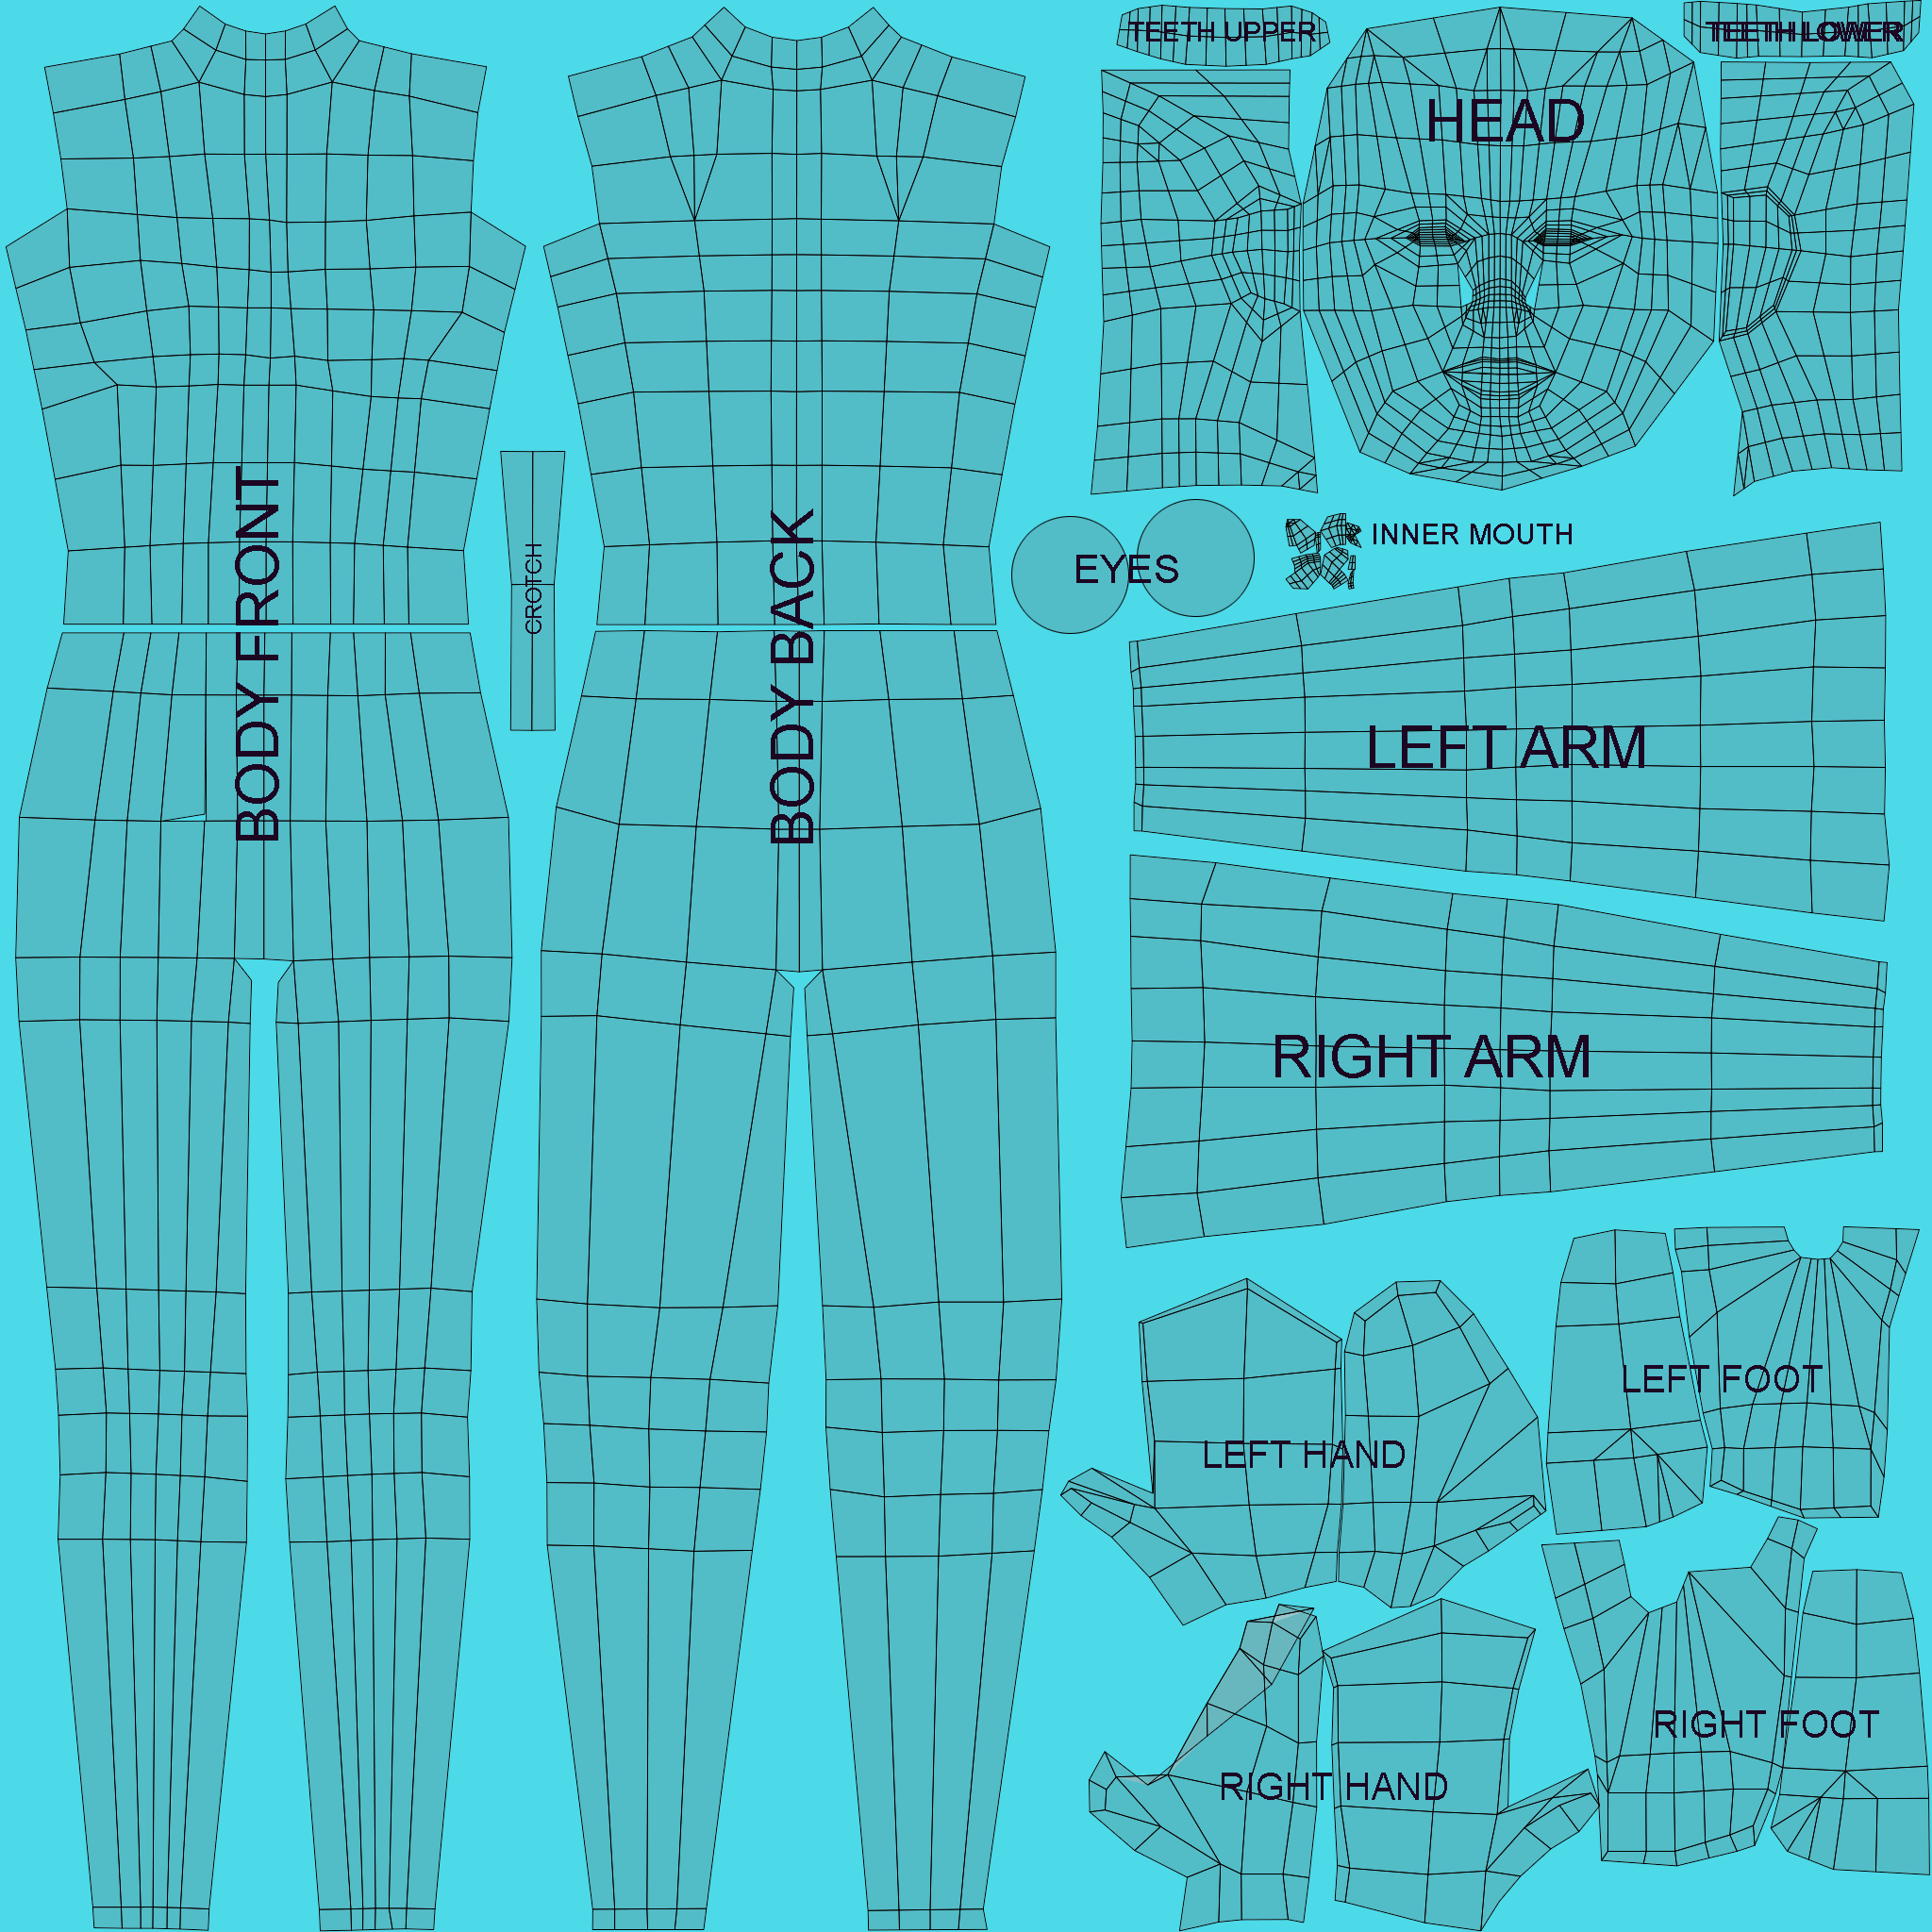 TEETH UPPER
TEETH LOWER
HEAD
BODY FRONT
CROTCH
BODY BACK
EYES
INNER MOUTH
LEFT ARM
RIGHT ARM
LEFT FOOT
LEFT HAND
RIGHT FOOT
RIGHT HAND